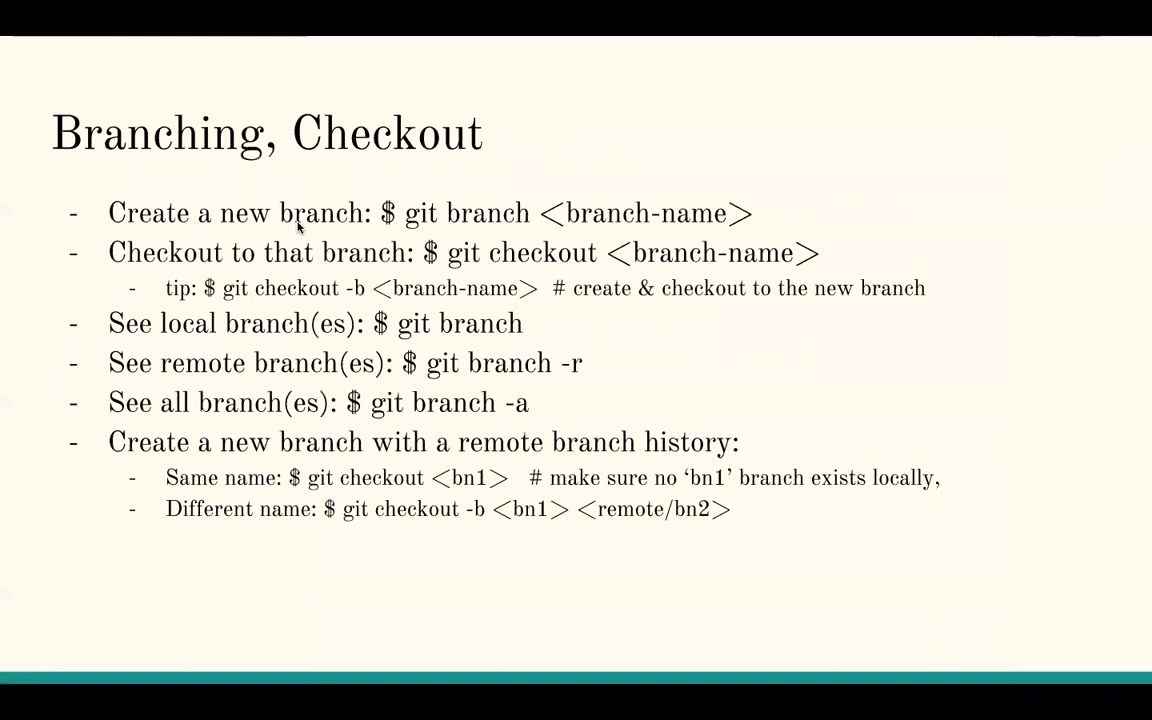 Branching, Checkout
- Create a new branch: $ git branch <branch-name>
- Checkout to that branch: $ git checkout <branch-name>
- tip: $ git checkout -b <branch-name> # create & checkout to the new branch
- See local branch(es): $ git branch
- See remote branch(es): $ git branch -r
- See all branch(es): $ git branch -a
- Create a new branch with a remote branch history:
- Same name: $ git checkout <bn1> # make sure no ‘bn1’ branch exists locally,
- Different name: $ git checkout -b <bn1> <remote/bn2>